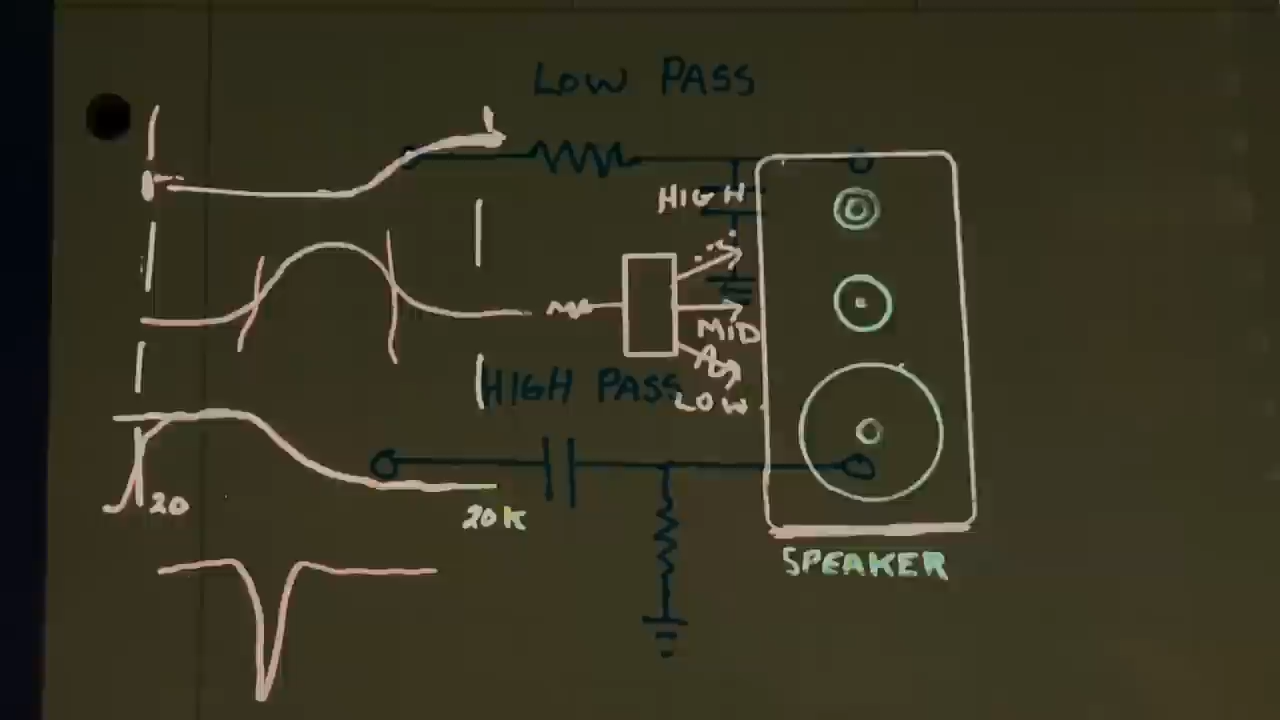 LOW PASS
HIGH
MID
HIGH PASS
LOW
20
20K
SPEAKER